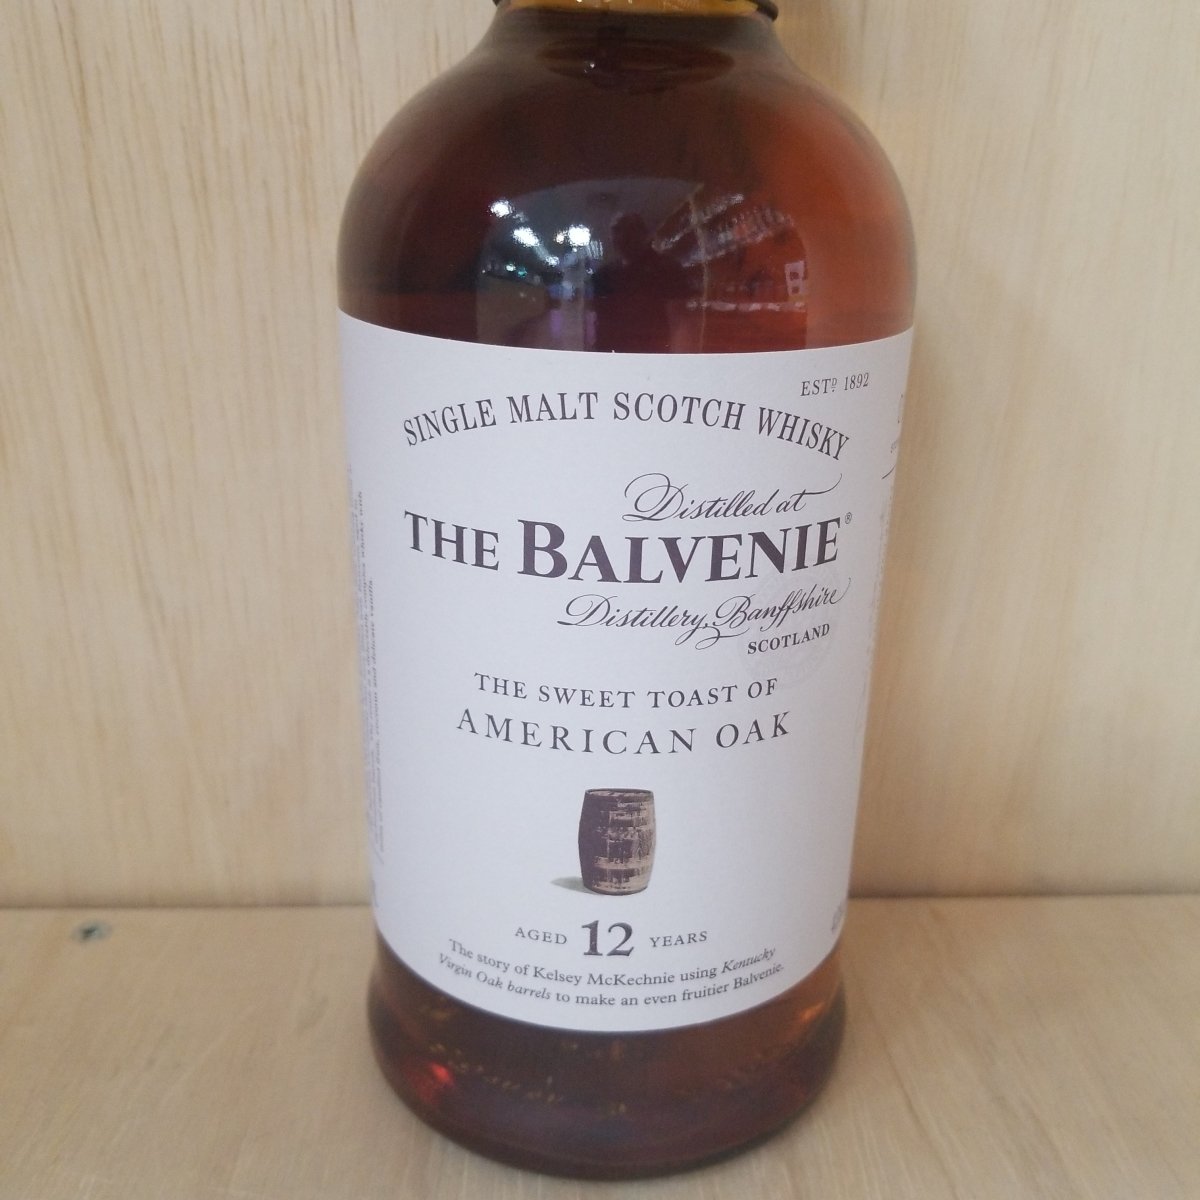 ESTD. 1892
SINGLE MALT SCOTCH WHISKY
Distilled at
THE BALVENIE®
Distillery, Banffshire
SCOTLAND
THE SWEET TOAST OF
AMERICAN OAK
AGED 12 YEARS
The story of Kelsey McKechnie using Kentucky
Virgin Oak barrels to make an even fruitier Balvenie.